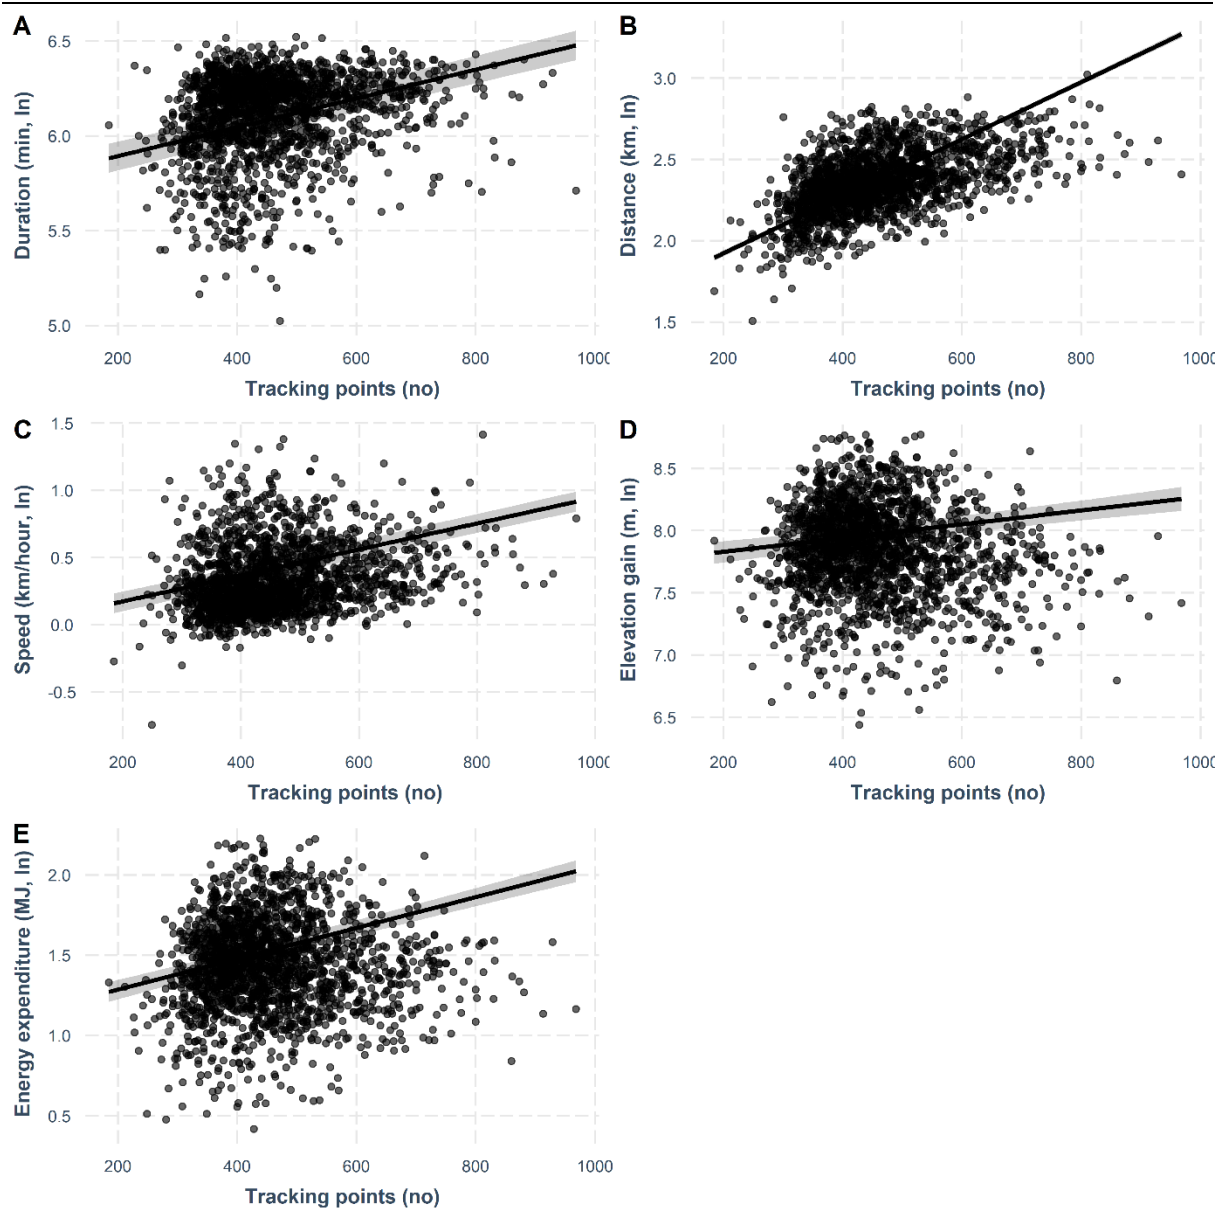 A
Duration (min, ln)
6.5
6.0
5.5
5.0
200 400 600 800 1000
Tracking points (no)
B
Distance (km, ln)
3.0
2.5
2.0
1.5
200 400 600 800 1000
Tracking points (no)
C
Speed (km/hour, ln)
1.5
1.0
0.5
0.0
-0.5
200 400 600 800 1000
Tracking points (no)
D
Elevation gain (m, ln)
8.5
8.0
7.5
7.0
6.5
200 400 600 800 1000
Tracking points (no)
E
Energy expenditure (MJ, ln)
2.0
1.5
1.0
0.5
200 400 600 800 1000
Tracking points (no)